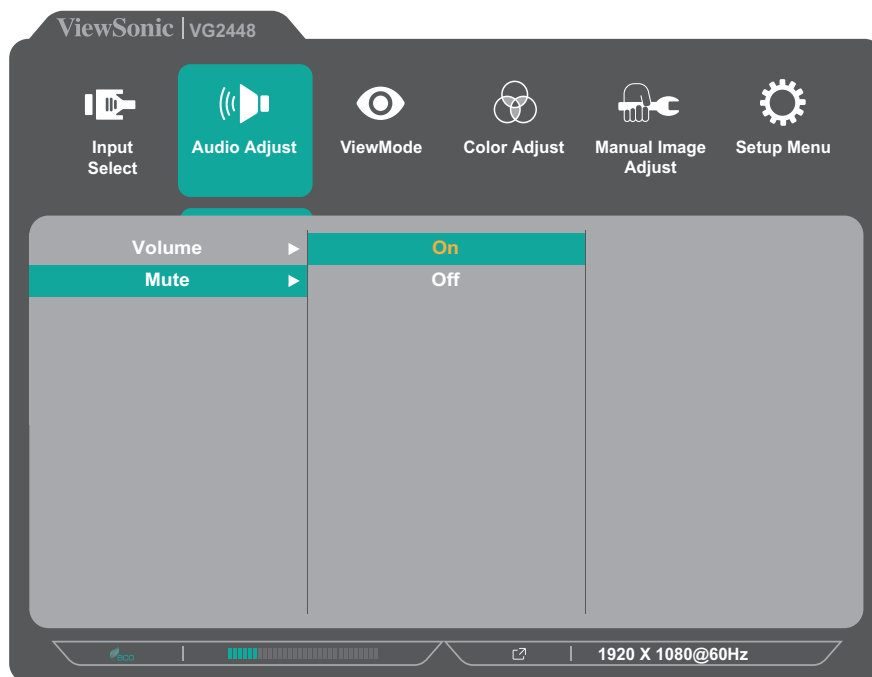 ViewSonic | VG2448
Input
Select
Audio Adjust
ViewMode
Color Adjust
Manual Image
Adjust
Setup Menu
Volume
On
Mute
Off
eco
1920 X 1080@60Hz